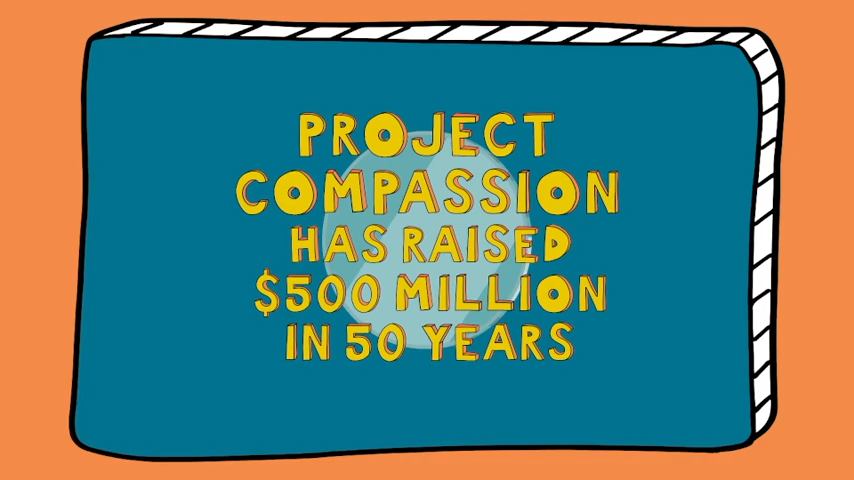 PROJECT
COMPASSION
HAS RAISED
$500 MILLION
IN 50 YEARS